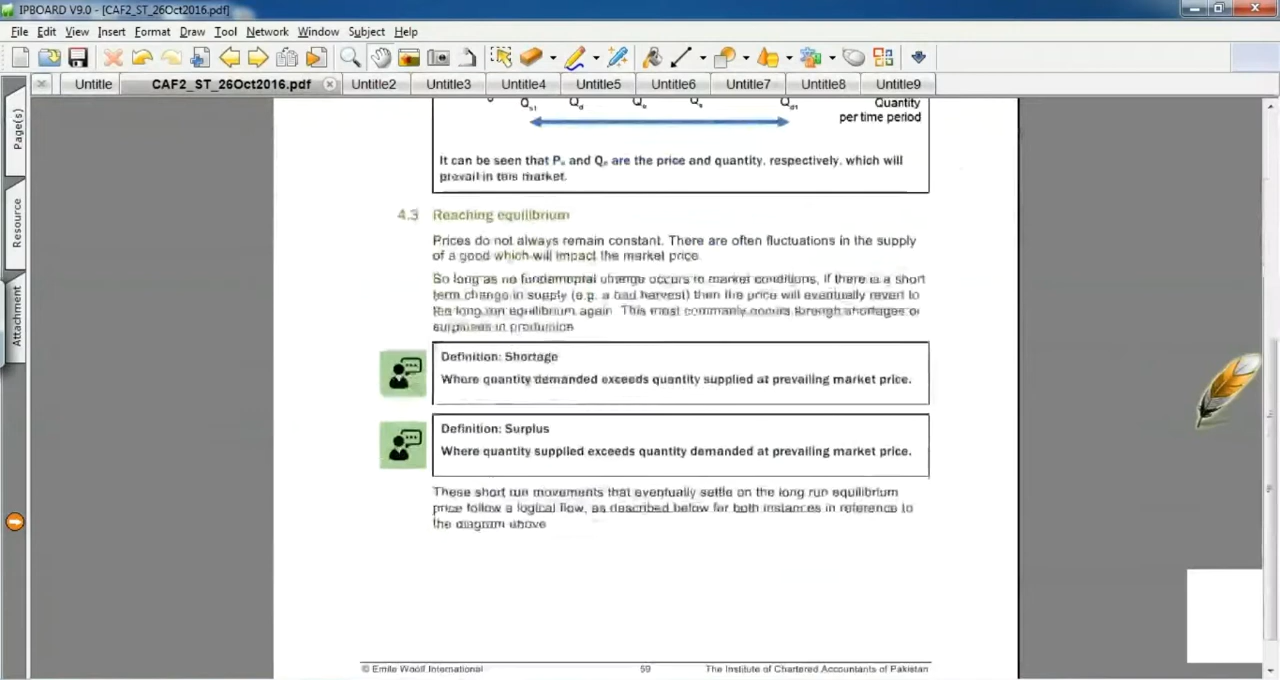 IPBOARD V9.0 - [CAF2_ST_26Oct2016.pdf]
File Edit View Insert Format Draw Tool Network Window Subject Help
Untitle CAF2_ST_26Oct2016.pdf Untitle2 Untitle3 Untitle4 Untitle5 Untitle6 Untitle7 Untitle8 Untitle9
Page(s)
Resource
Attachment
Qs1 Qd Qe Qs Qd1 Quantity
per time period
It can be seen that Pe and Qe are the price and quantity, respectively, which will
prevail in this market.
4.3 Reaching equilibrium
Prices do not always remain constant. There are often fluctuations in the supply
of a good which will impact the market price.
So long as no fundamental change occurs to market conditions, if there is a short
term change in supply (e.g. a bad harvest) then the price will eventually revert to
the long run equilibrium again. This most commonly occurs through shortages or
surpluses in production
Definition: Shortage
Where quantity demanded exceeds quantity supplied at prevailing market price.
Definition: Surplus
Where quantity supplied exceeds quantity demanded at prevailing market price.
These short run movements that eventually settle on the long run equilibrium
price follow a logical flow, as described below for both instances in reference to
the diagram above
© Emile Woolf International 59 The Institute of Chartered Accountants of Pakistan